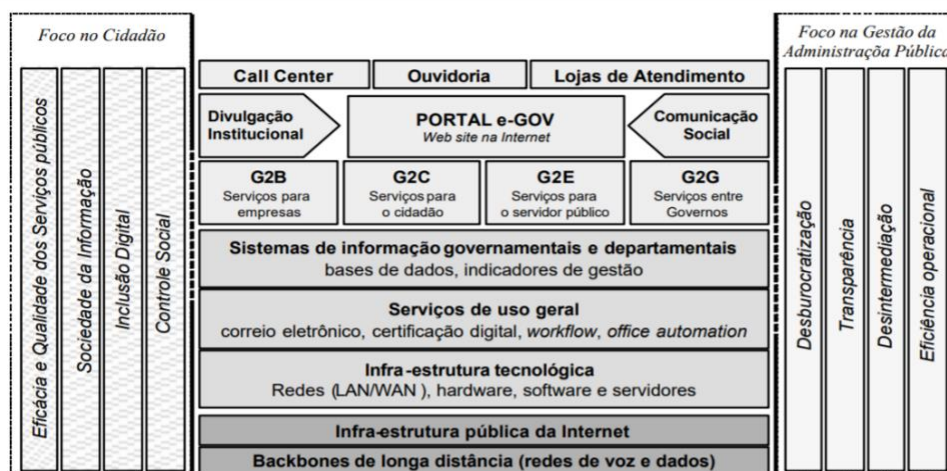 Foco no Cidadão
Eficácia e Qualidade dos Serviços públicos
Sociedade da Informação
Inclusão Digital
Controle Social
Call Center
Ouvidoria
Lojas de Atendimento
Divulgação
Institucional
PORTAL e-GOV
Web site na Internet
Comunicação
Social
G2B
Serviços para
empresas
G2C
Serviços para
o cidadão
G2E
Serviços para
o servidor público
G2G
Serviços entre
Governos
Sistemas de informação governamentais e departamentais
bases de dados, indicadores de gestão
Serviços de uso geral
correio eletrônico, certificação digital, workflow, office automation
Infra-estrutura tecnológica
Redes (LAN/WAN ), hardware, software e servidores
Infra-estrutura pública da Internet
Backbones de longa distância (redes de voz e dados)
Foco na Gestão da
Administraçõa Pública
Desburocratização
Transparência
Desintermediação
Eficiência operacional